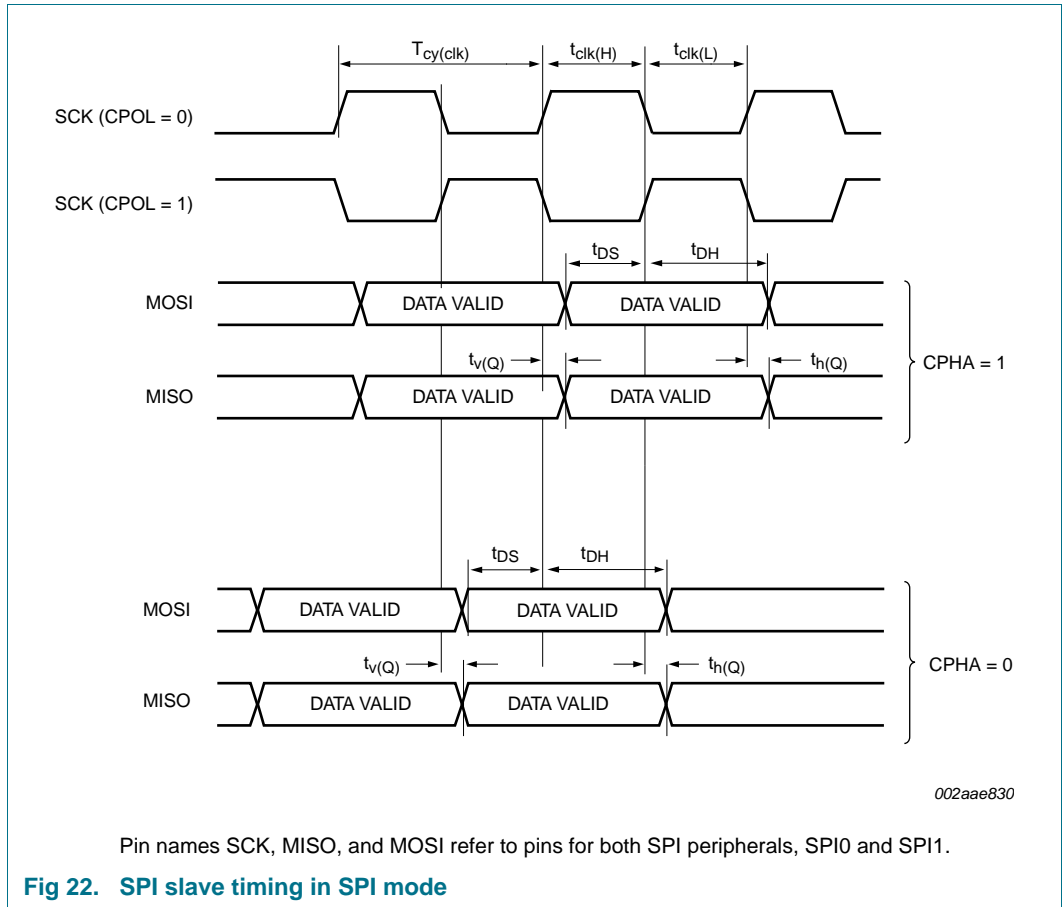 Tcy(clk) tclk(H) tclk(L)
SCK (CPOL = 0)
SCK (CPOL = 1)
tDS tDH
MOSI DATA VALID DATA VALID
tv(Q) th(Q)
CPHA = 1
MISO DATA VALID DATA VALID
tDS tDH
MOSI DATA VALID DATA VALID
tv(Q) th(Q)
CPHA = 0
MISO DATA VALID DATA VALID
002aae830
Pin names SCK, MISO, and MOSI refer to pins for both SPI peripherals, SPI0 and SPI1.
Fig 22. SPI slave timing in SPI mode